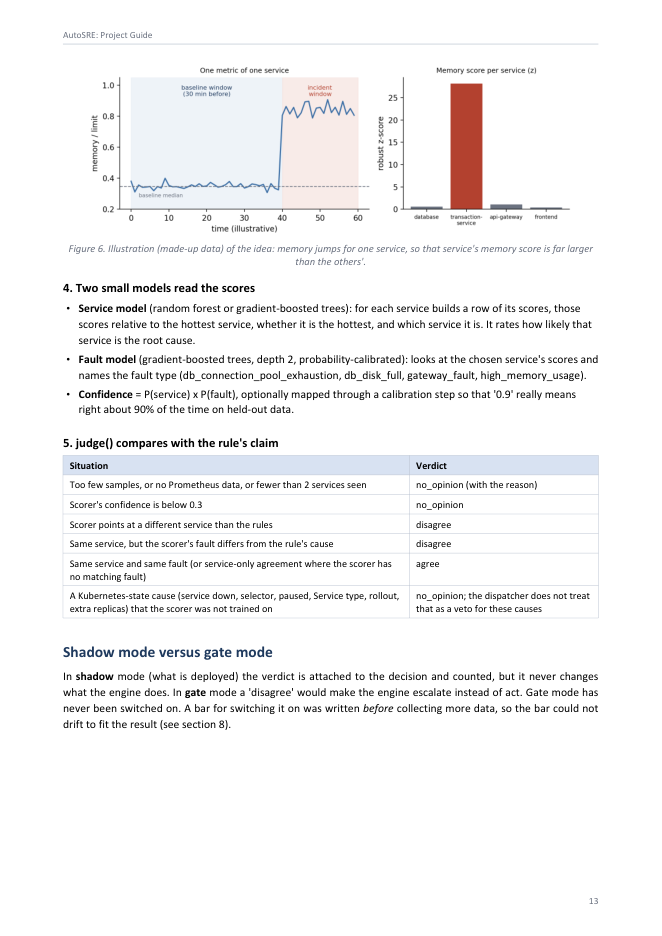 AutoSRE: Project Guide
One metric of one service
baseline window
(30 min before)
incident
window
1.0
0.8
0.6
0.4
0.2
memory / limit
baseline median
0 10 20 30 40 50 60
time (illustrative)
Memory score per service (z)
25
20
15
10
5
0
robust z-score
database
transaction-
service
api-gateway
frontend
Figure 6. Illustration (made-up data) of the idea: memory jumps for one service, so that service's memory score is far larger
than the others'.
4. Two small models read the scores
• Service model (random forest or gradient-boosted trees): for each service builds a row of its scores, those
scores relative to the hottest service, whether it is the hottest, and which service it is. It rates how likely that
service is the root cause.
• Fault model (gradient-boosted trees, depth 2, probability-calibrated): looks at the chosen service's scores and
names the fault type (db_connection_pool_exhaustion, db_disk_full, gateway_fault, high_memory_usage).
• Confidence = P(service) x P(fault), optionally mapped through a calibration step so that '0.9' really means
right about 90% of the time on held-out data.
5. judge() compares with the rule's claim
Situation Verdict
Too few samples, or no Prometheus data, or fewer than 2 services seen no_opinion (with the reason)
Scorer's confidence is below 0.3 no_opinion
Scorer points at a different service than the rules disagree
Same service, but the scorer's fault differs from the rule's cause disagree
Same service and same fault (or service-only agreement where the scorer has agree
no matching fault)
A Kubernetes-state cause (service down, selector, paused, Service type, rollout, no_opinion; the dispatcher does not treat
extra replicas) that the scorer was not trained on that as a veto for these causes
Shadow mode versus gate mode
In shadow mode (what is deployed) the verdict is attached to the decision and counted, but it never changes
what the engine does. In gate mode a 'disagree' would make the engine escalate instead of act. Gate mode has
never been switched on. A bar for switching it on was written before collecting more data, so the bar could not
drift to fit the result (see section 8).
13